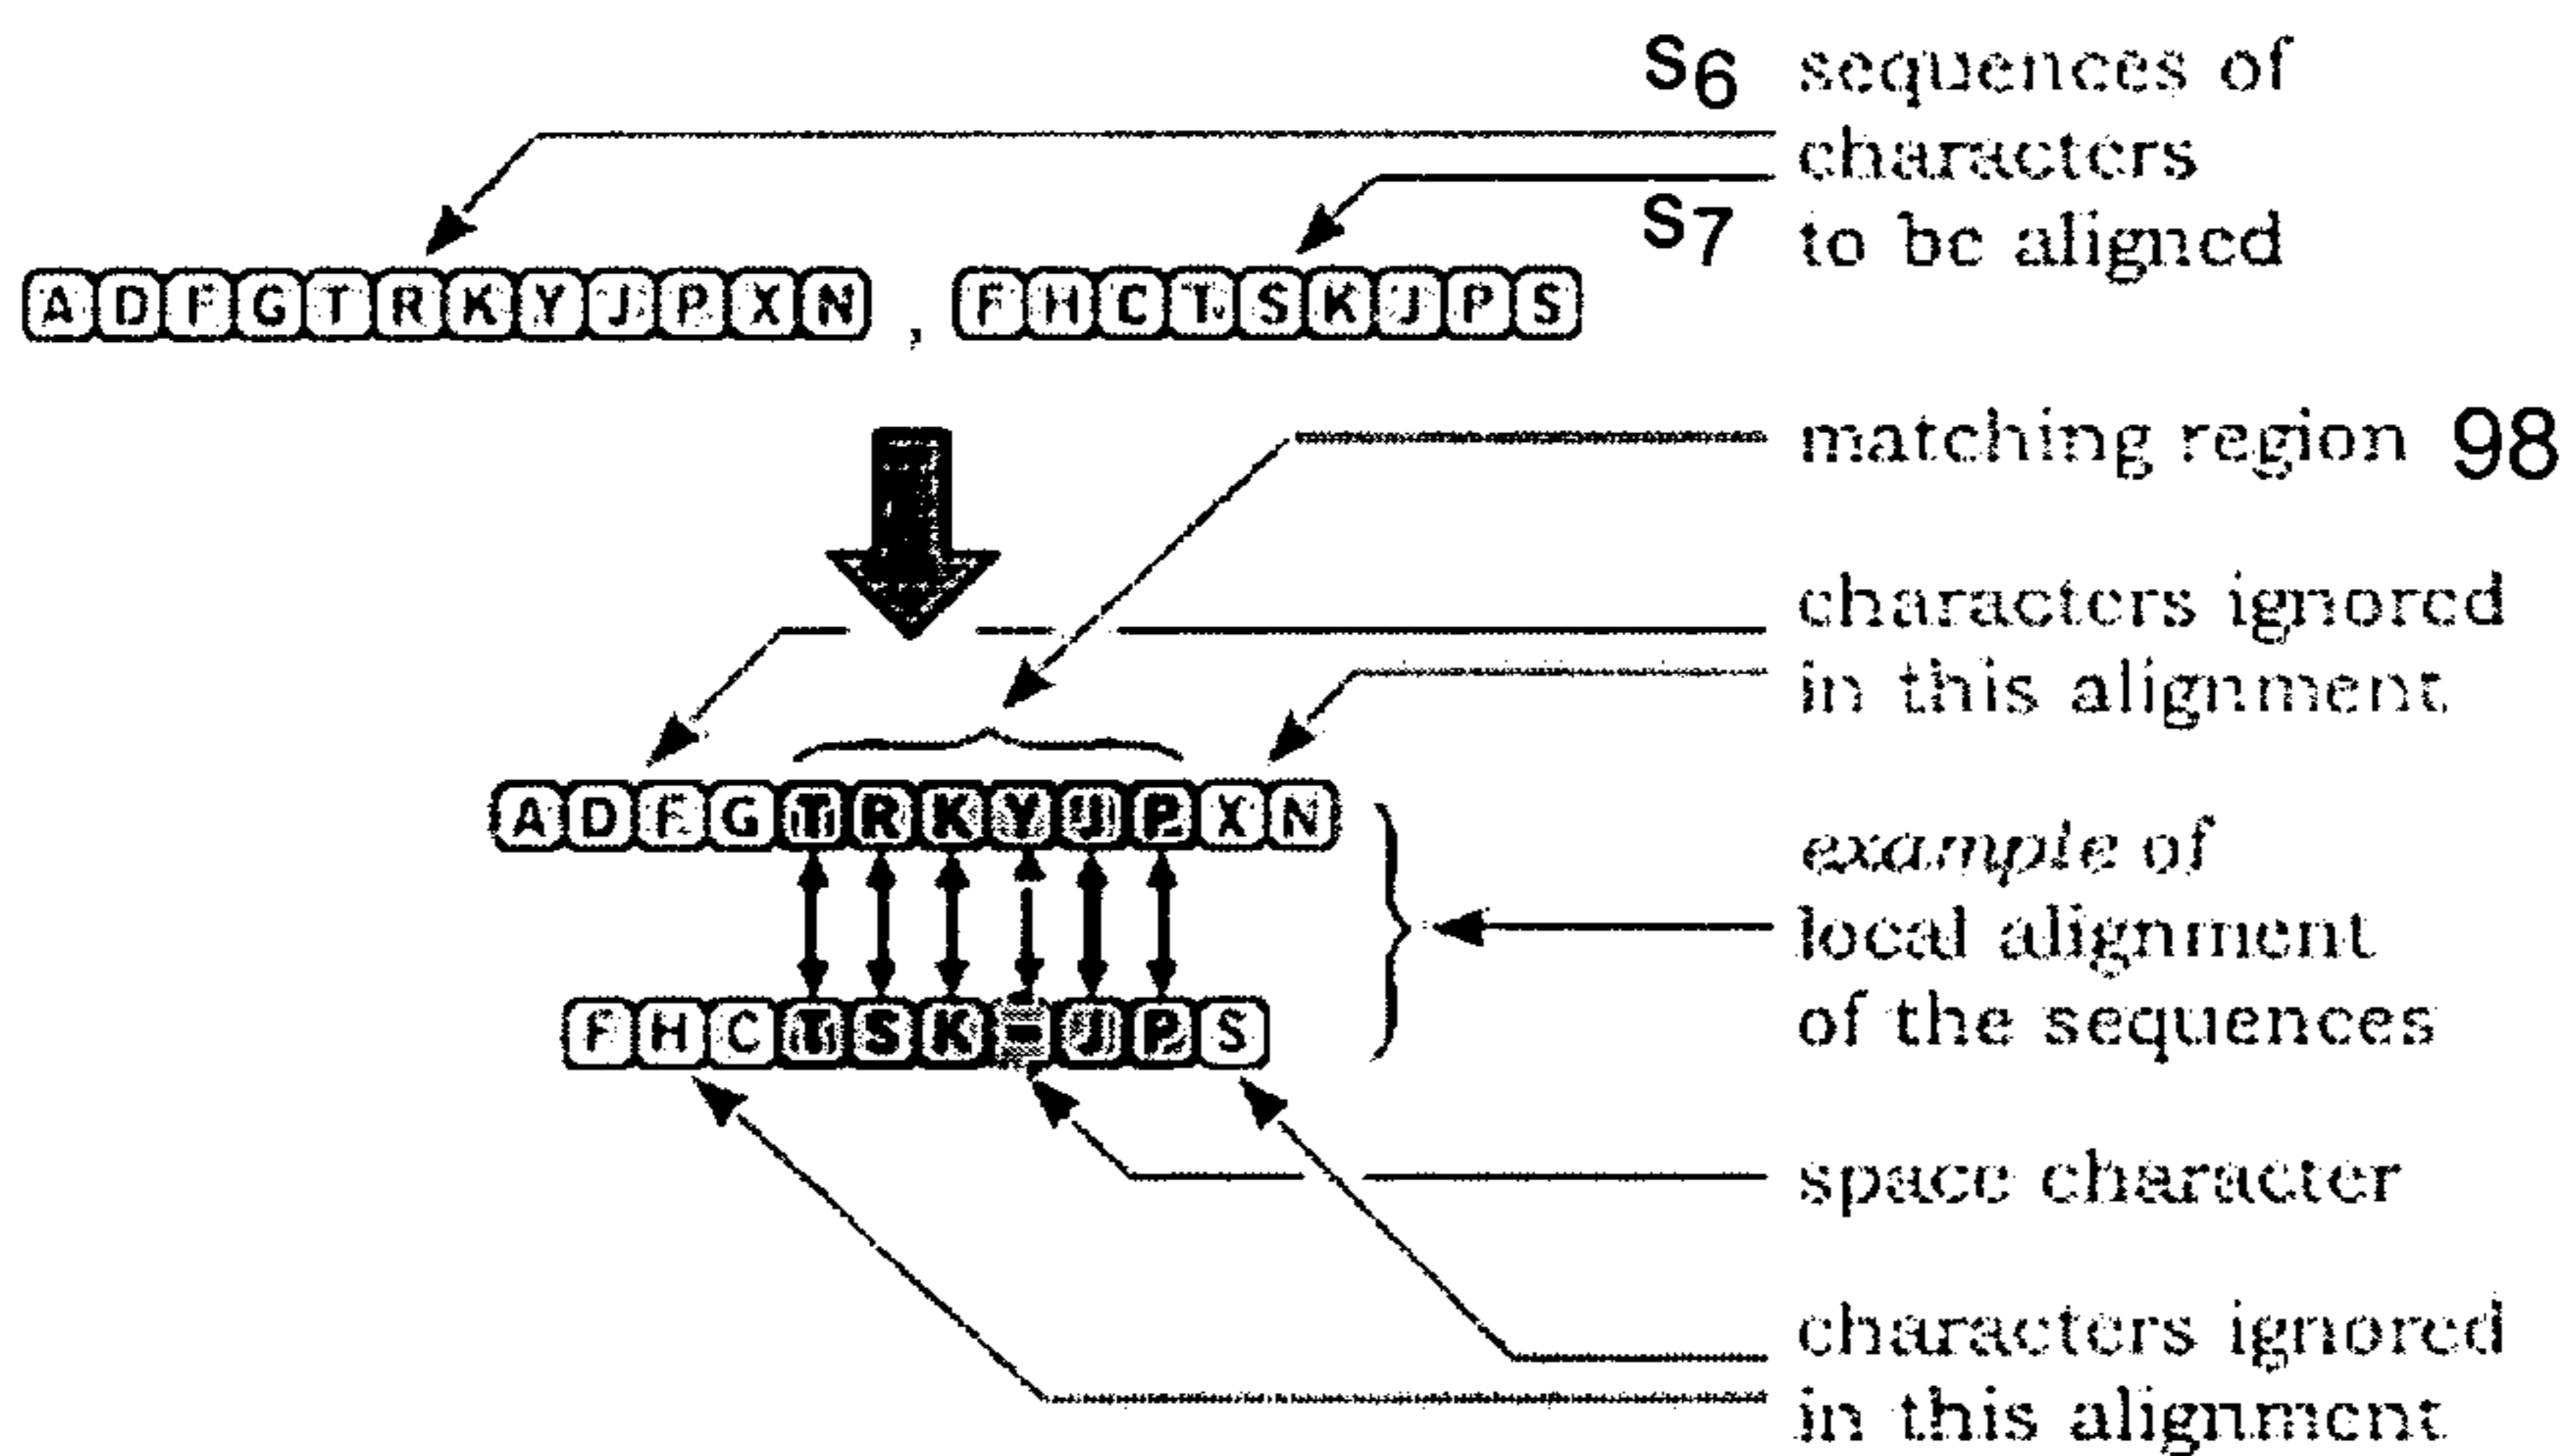 S6 sequences of
characters
S7 to be aligned
ADFGTRKYJPXN , FHCTSKJPS
matching region 98
characters ignored
in this alignment
ADFGTRKYJPXN
example of
local alignment
of the sequences
FHCTSK-JPS
space character
characters ignored
in this alignment